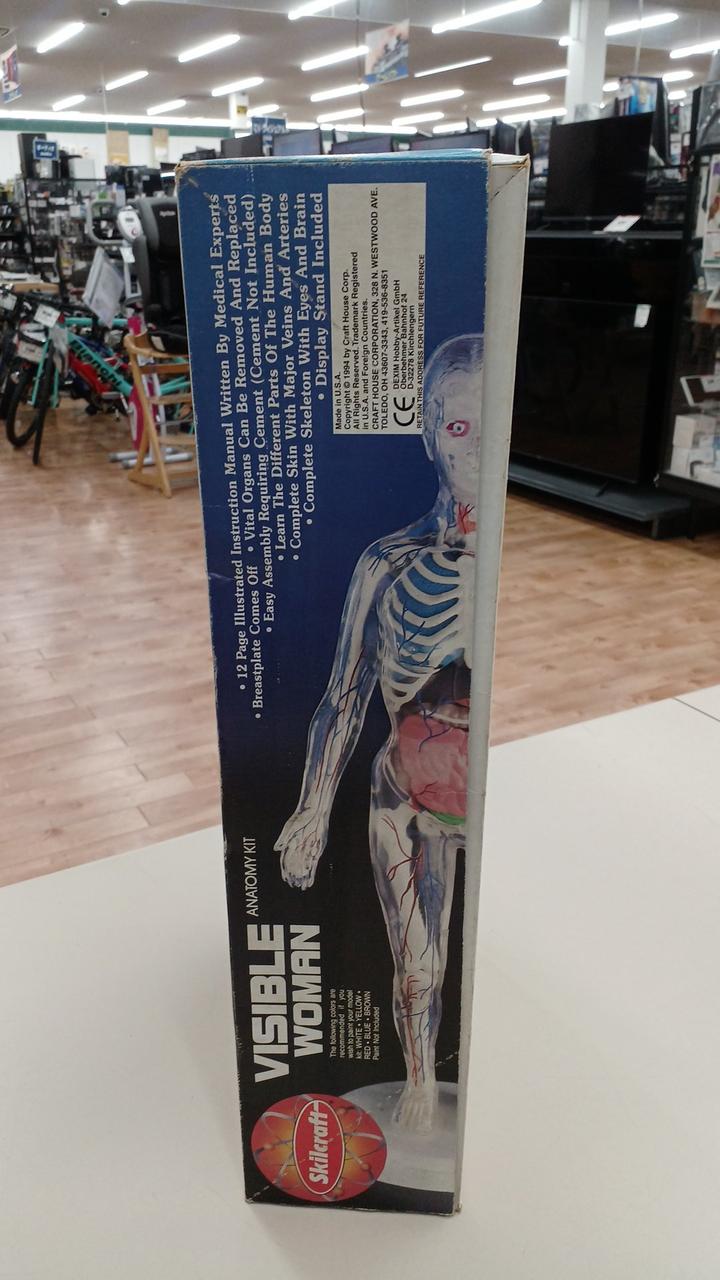 • 12 Page Illustrated Instruction Manual Written By Medical Experts
• Breastplate Comes Off • Vital Organs Can Be Removed And Replaced
• Easy Assembly Requiring Cement (Cement Not Included)
• Learn The Different Parts Of The Human Body
• Complete Skin With Major Veins And Arteries
• Complete Skeleton With Eyes And Brain
• Display Stand Included
Made in U.S.A.
Copyright © 1994 by Craft House Corp.
All Rights Reserved. Trademark Registered
in U.S.A. and Foreign Countries.
CRAFT HOUSE CORPORATION, 328 N. WESTWOOD AVE.
TOLEDO, OH 43607-3343, 419-536-8351
CE
DEXIM Hobby-Artikel GmbH
Oberbehmer Bahnhof 24
D-32278 Kirchlengern
RETAIN THIS ADDRESS FOR FUTURE REFERENCE
VISIBLE
WOMAN
ANATOMY KIT
The following colors are
recommended if you
wish to paint your model
kit: WHITE • YELLOW •
RED • BLUE • BROWN
Paint Not Included
Skilcraft